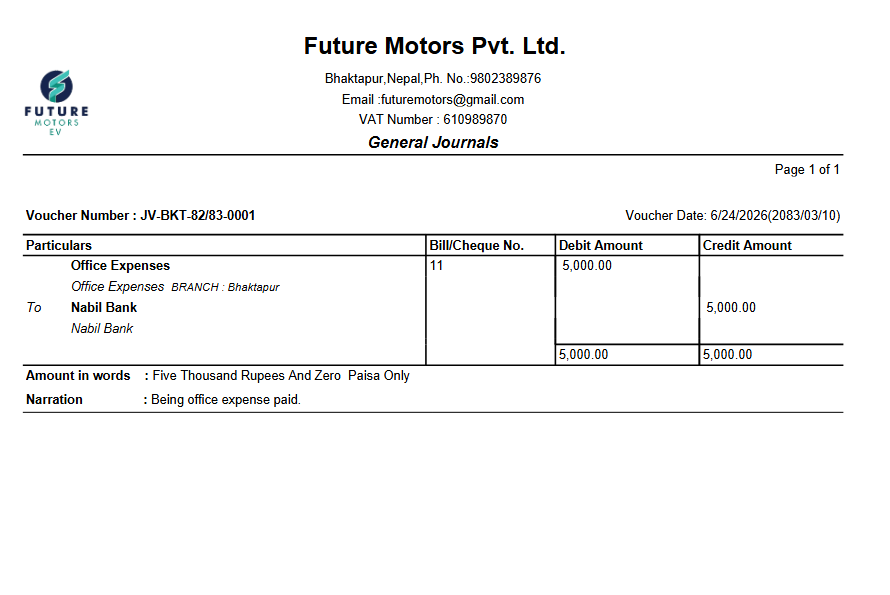 Future Motors Pvt. Ltd.
Bhaktapur,Nepal,Ph. No.:9802389876
Email :futuremotors@gmail.com
VAT Number : 610989870
General Journals
FUTURE
MOTORS
EV
Page 1 of 1
Voucher Number : JV-BKT-82/83-0001 Voucher Date: 6/24/2026(2083/03/10)
Particulars Bill/Cheque No. Debit Amount Credit Amount
Office Expenses 11 5,000.00
Office Expenses BRANCH : Bhaktapur
To Nabil Bank 5,000.00
Nabil Bank
5,000.00 5,000.00
Amount in words : Five Thousand Rupees And Zero Paisa Only
Narration : Being office expense paid.